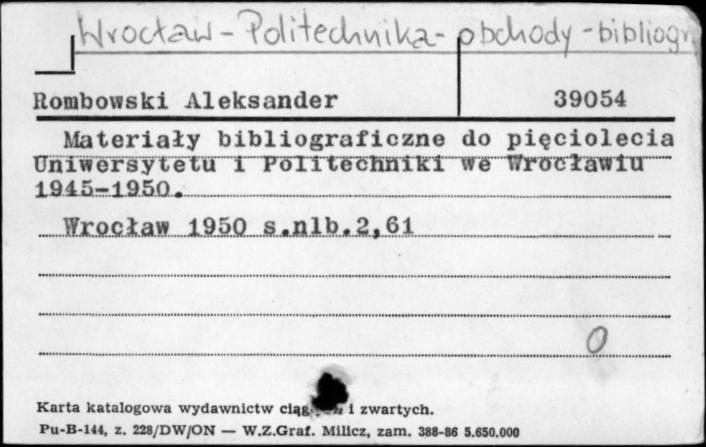 Wrocław - Politechnika - obchody - bibliogr
Rombowski Aleksander 39054
Materiały bibliograficzne do pięciolecia
Uniwersytetu i Politechniki we Wrocławiu
1945-1950.
Wrocław 1950 s.nlb.2,61
0
Karta katalogowa wydawnictw i zwartych.
Pu-B-144, z. 228/DW/ON — W.Z.Graf. Milicz, zam. 388-86 5.650.000